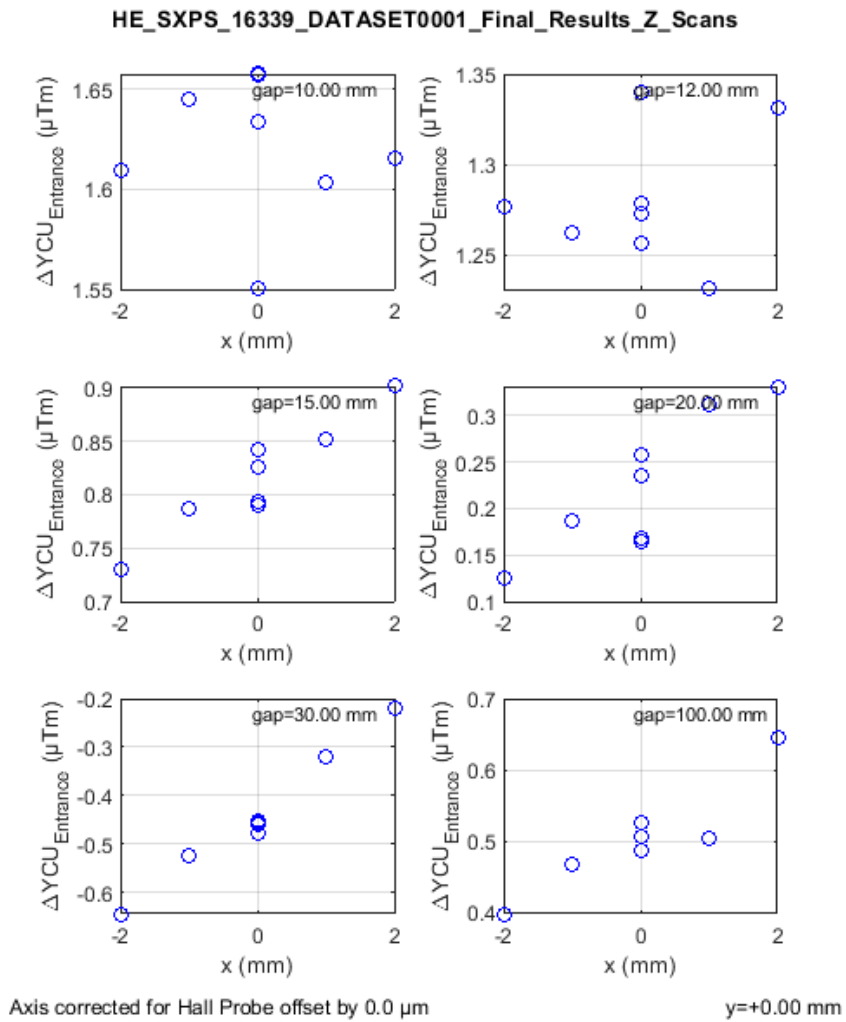 HE_SXPS_16339_DATASET0001_Final_Results_Z_Scans
gap=10.00 mm
ΔYCU_Entrance (µTm)
1.65
1.6
1.55
-2 0 2
x (mm)
gap=12.00 mm
ΔYCU_Entrance (µTm)
1.35
1.3
1.25
-2 0 2
x (mm)
gap=15.00 mm
ΔYCU_Entrance (µTm)
0.9
0.85
0.8
0.75
0.7
-2 0 2
x (mm)
gap=20.00 mm
ΔYCU_Entrance (µTm)
0.3
0.25
0.2
0.15
0.1
-2 0 2
x (mm)
gap=30.00 mm
ΔYCU_Entrance (µTm)
-0.2
-0.3
-0.4
-0.5
-0.6
-2 0 2
x (mm)
gap=100.00 mm
ΔYCU_Entrance (µTm)
0.7
0.6
0.5
0.4
-2 0 2
x (mm)
Axis corrected for Hall Probe offset by 0.0 µm
y=+0.00 mm